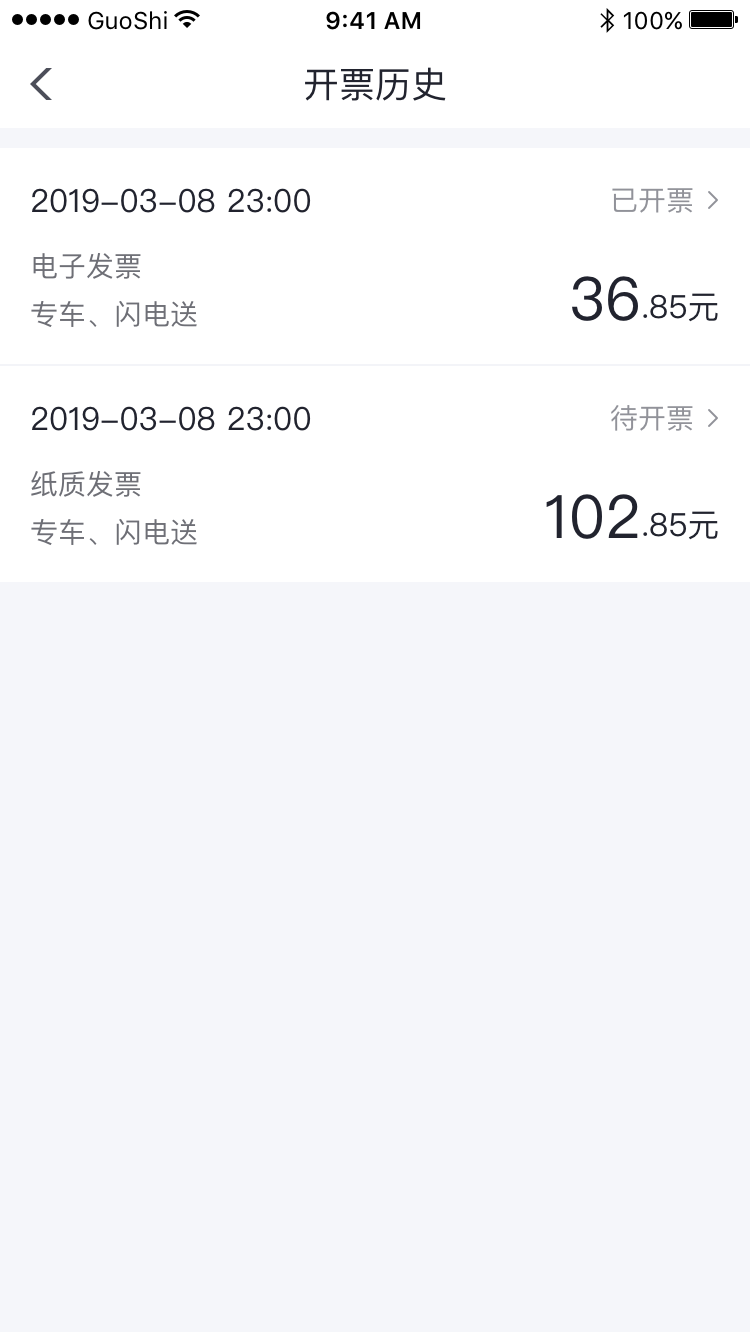 GuoShi 9:41 AM 100%
开票历史
2019-03-08 23:00 已开票
电子发票
专车、闪电送 36.85元
2019-03-08 23:00 待开票
纸质发票
专车、闪电送 102.85元